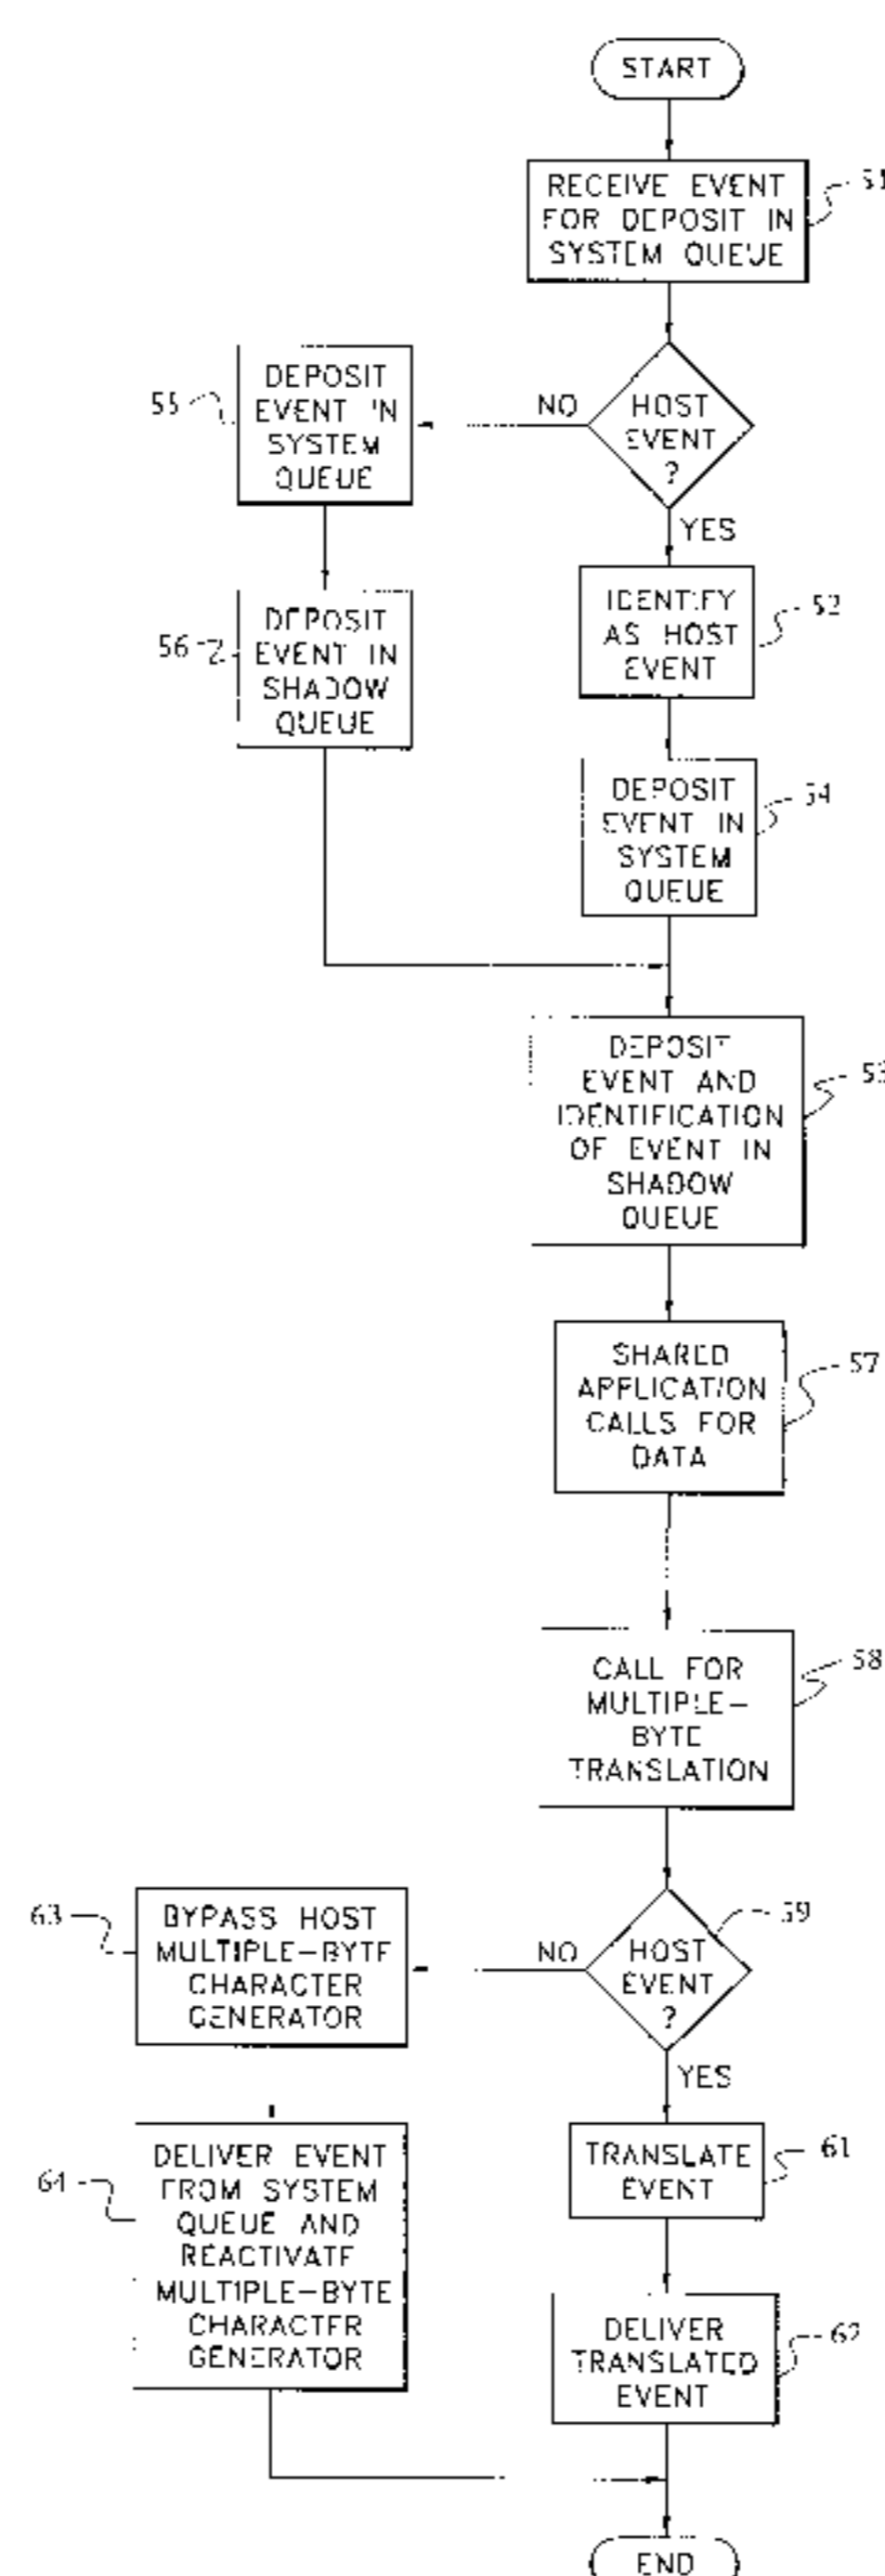 START
RECEIVE EVENT
FOR DEPOSIT IN
SYSTEM QUEUE
51
DEPOSIT
EVENT IN
SYSTEM
QUEUE
55
NO
HOST
EVENT
?
YES
DEPOSIT
EVENT IN
SHADOW
QUEUE
56
IDENTIFY
AS HOST
EVENT
52
DEPOSIT
EVENT IN
SYSTEM
QUEUE
54
DEPOSIT
EVENT AND
IDENTIFICATION
OF EVENT IN
SHADOW
QUEUE
53
SHARED
APPLICATION
CALLS FOR
DATA
57
CALL FOR
MULTIPLE-
BYTE
TRANSLATION
58
63
BYPASS HOST
MULTIPLE-BYTE
CHARACTER
GENERATOR
NO
HOST
EVENT
?
59
YES
64
DELIVER EVENT
FROM SYSTEM
QUEUE AND
REACTIVATE
MULTIPLE-BYTE
CHARACTER
GENERATOR
TRANSLATE
EVENT
61
DELIVER
TRANSLATED
EVENT
62
END